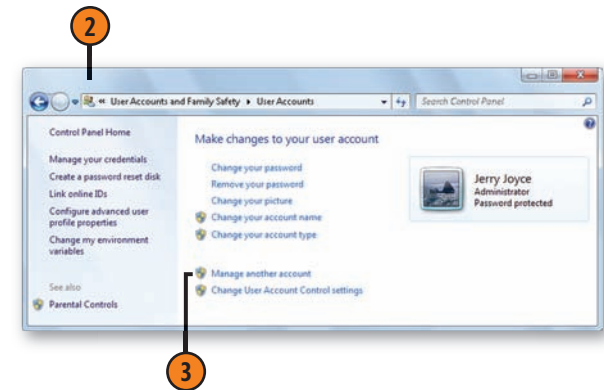 2
« User Accounts and Family Safety ▸ User Accounts
Search Control Panel
Control Panel Home
Manage your credentials
Create a password reset disk
Link online IDs
Configure advanced user
profile properties
Change my environment
variables
See also
Parental Controls
Make changes to your user account
Change your password
Remove your password
Change your picture
Change your account name
Change your account type
Manage another account
Change User Account Control settings
Jerry Joyce
Administrator
Password protected
3